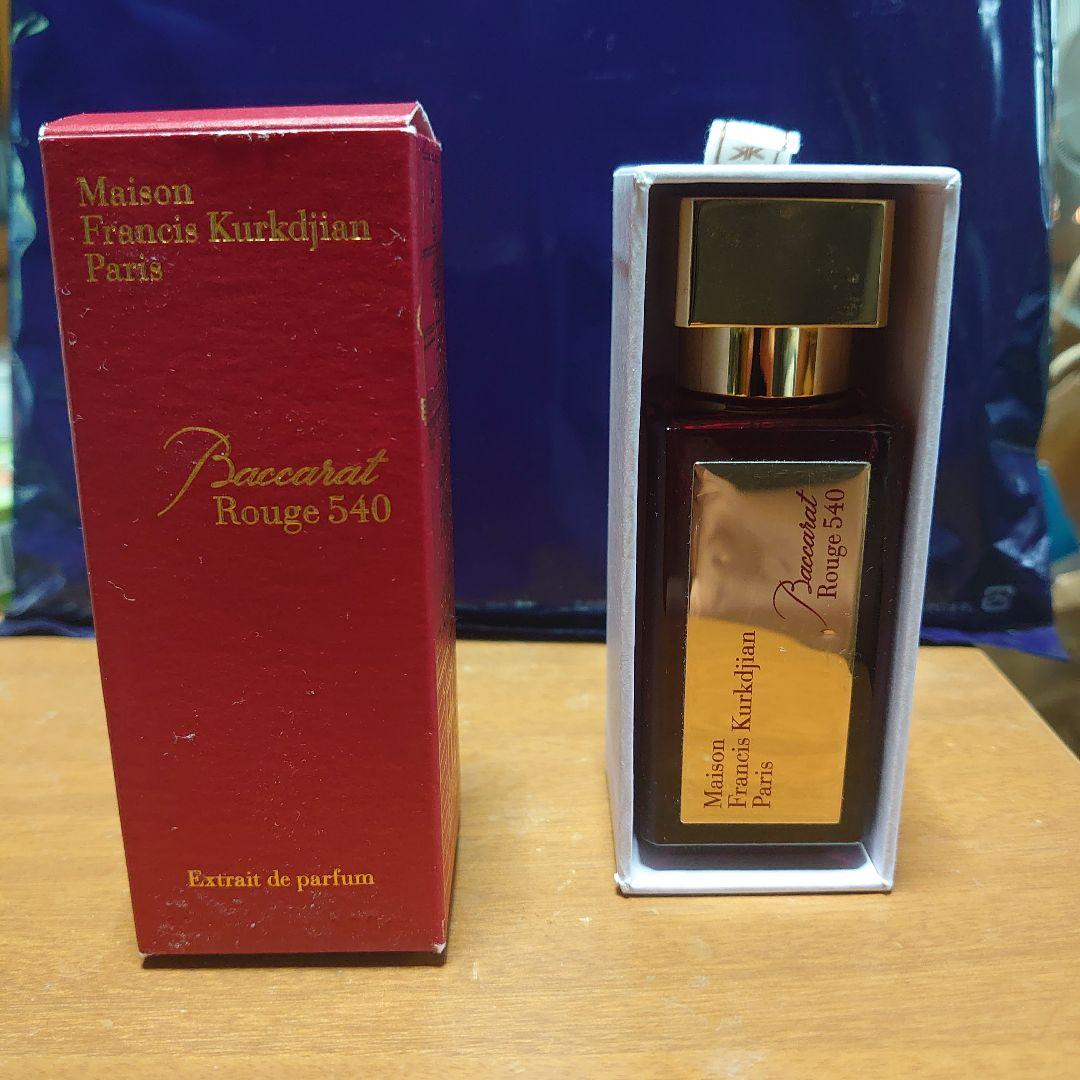 Maison
Francis Kurkdjian
Paris
Baccarat
Rouge 540
Extrait de parfum
Maison
Francis Kurkdjian
Paris
Baccarat
Rouge 540